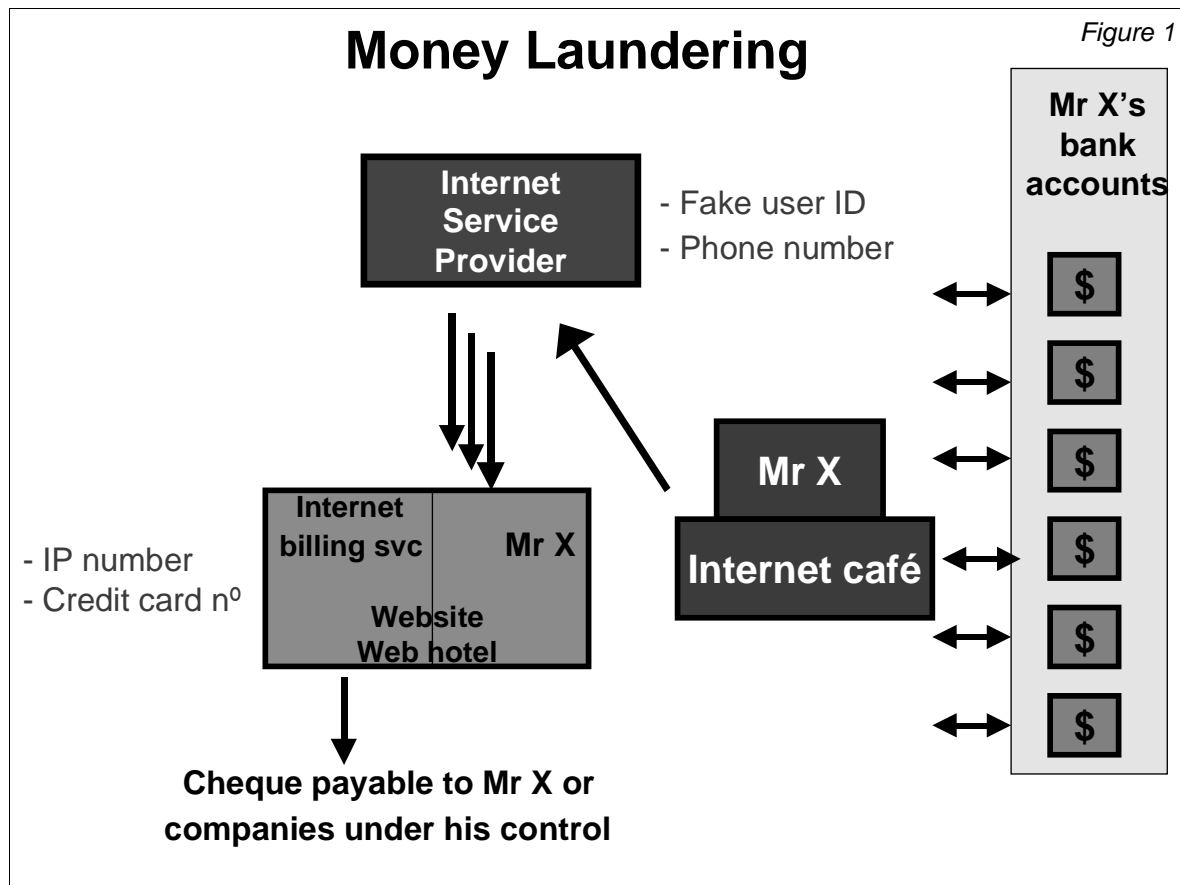 Figure 1
Money Laundering
Mr X’s
bank
accounts
Internet
Service
Provider
- Fake user ID
- Phone number
$
$
$
$
$
$
Mr X
Internet café
Internet
billing svc
Mr X
Website
Web hotel
- IP number
- Credit card nº
Cheque payable to Mr X or
companies under his control